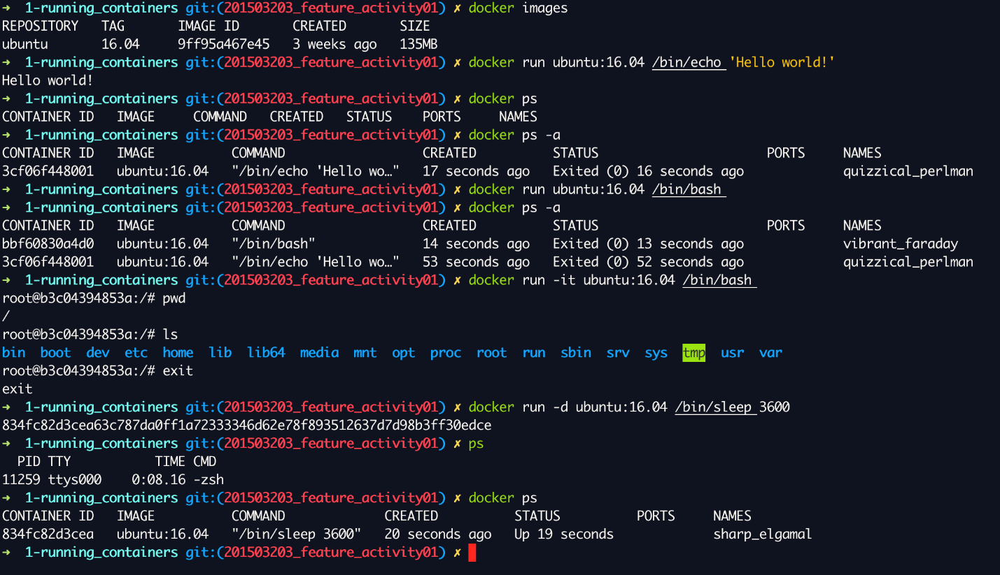 ➜  1-running_containers git:(201503203_feature_activity01) ✗ docker images
REPOSITORY   TAG       IMAGE ID       CREATED       SIZE
ubuntu       16.04     9ff95a467e45   3 weeks ago   135MB
➜  1-running_containers git:(201503203_feature_activity01) ✗ docker run ubuntu:16.04 /bin/echo 'Hello world!'
Hello world!
➜  1-running_containers git:(201503203_feature_activity01) ✗ docker ps
CONTAINER ID   IMAGE     COMMAND   CREATED   STATUS    PORTS     NAMES
➜  1-running_containers git:(201503203_feature_activity01) ✗ docker ps -a
CONTAINER ID   IMAGE          COMMAND                  CREATED          STATUS                      PORTS     NAMES
3cf06f448001   ubuntu:16.04   "/bin/echo 'Hello wo…"   17 seconds ago   Exited (0) 16 seconds ago             quizzical_perlman
➜  1-running_containers git:(201503203_feature_activity01) ✗ docker run ubuntu:16.04 /bin/bash
➜  1-running_containers git:(201503203_feature_activity01) ✗ docker ps -a
CONTAINER ID   IMAGE          COMMAND                  CREATED          STATUS                      PORTS     NAMES
bbf60830a4d0   ubuntu:16.04   "/bin/bash"              14 seconds ago   Exited (0) 13 seconds ago             vibrant_faraday
3cf06f448001   ubuntu:16.04   "/bin/echo 'Hello wo…"   53 seconds ago   Exited (0) 52 seconds ago             quizzical_perlman
➜  1-running_containers git:(201503203_feature_activity01) ✗ docker run -it ubuntu:16.04 /bin/bash
root@b3c04394853a:/# pwd
/
root@b3c04394853a:/# ls
bin  boot  dev  etc  home  lib  lib64  media  mnt  opt  proc  root  run  sbin  srv  sys  tmp  usr  var
root@b3c04394853a:/# exit
exit
➜  1-running_containers git:(201503203_feature_activity01) ✗ docker run -d ubuntu:16.04 /bin/sleep 3600
834fc82d3cea63c787da0ff1a72333346d62e78f893512637d7d98b3ff30edce
➜  1-running_containers git:(201503203_feature_activity01) ✗ ps
  PID TTY           TIME CMD
11259 ttys000    0:08.16 -zsh
➜  1-running_containers git:(201503203_feature_activity01) ✗ docker ps
CONTAINER ID   IMAGE          COMMAND             CREATED          STATUS          PORTS     NAMES
834fc82d3cea   ubuntu:16.04   "/bin/sleep 3600"   20 seconds ago   Up 19 seconds             sharp_elgamal
➜  1-running_containers git:(201503203_feature_activity01) ✗